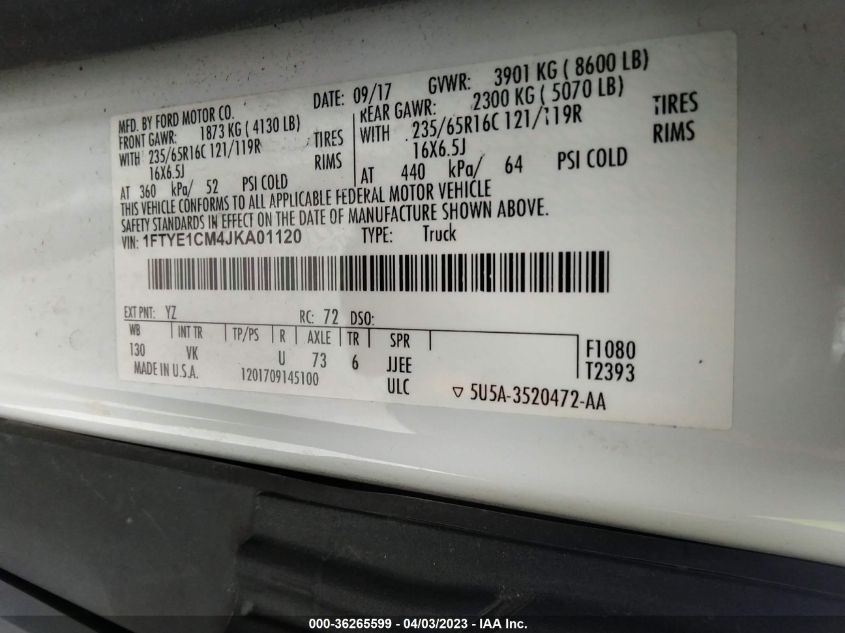 MFD. BY FORD MOTOR CO. DATE: 09/17 GVWR: 3901 KG ( 8600 LB)
FRONT GAWR: 1873 KG ( 4130 LB) REAR GAWR: 2300 KG ( 5070 LB)
WITH 235/65R16C 121/119R TIRES WITH 235/65R16C 121/119R TIRES
16X6.5J RIMS 16X6.5J RIMS
AT 360 kPa/ 52 PSI COLD AT 440 kPa/ 64 PSI COLD
THIS VEHICLE CONFORMS TO ALL APPLICABLE FEDERAL MOTOR VEHICLE
SAFETY STANDARDS IN EFFECT ON THE DATE OF MANUFACTURE SHOWN ABOVE.
VIN: 1FTYE1CM4JKA01120 TYPE: Truck
EXT PNT: YZ RC: 72 DSO:
WB INT TR TP/PS R AXLE TR SPR
130 VK U 73 6 JJEE F1080
MADE IN U.S.A. 1201709145100 ULC T2393
▽ 5U5A-3520472-AA
000-36265599 - 04/03/2023 - IAA Inc.